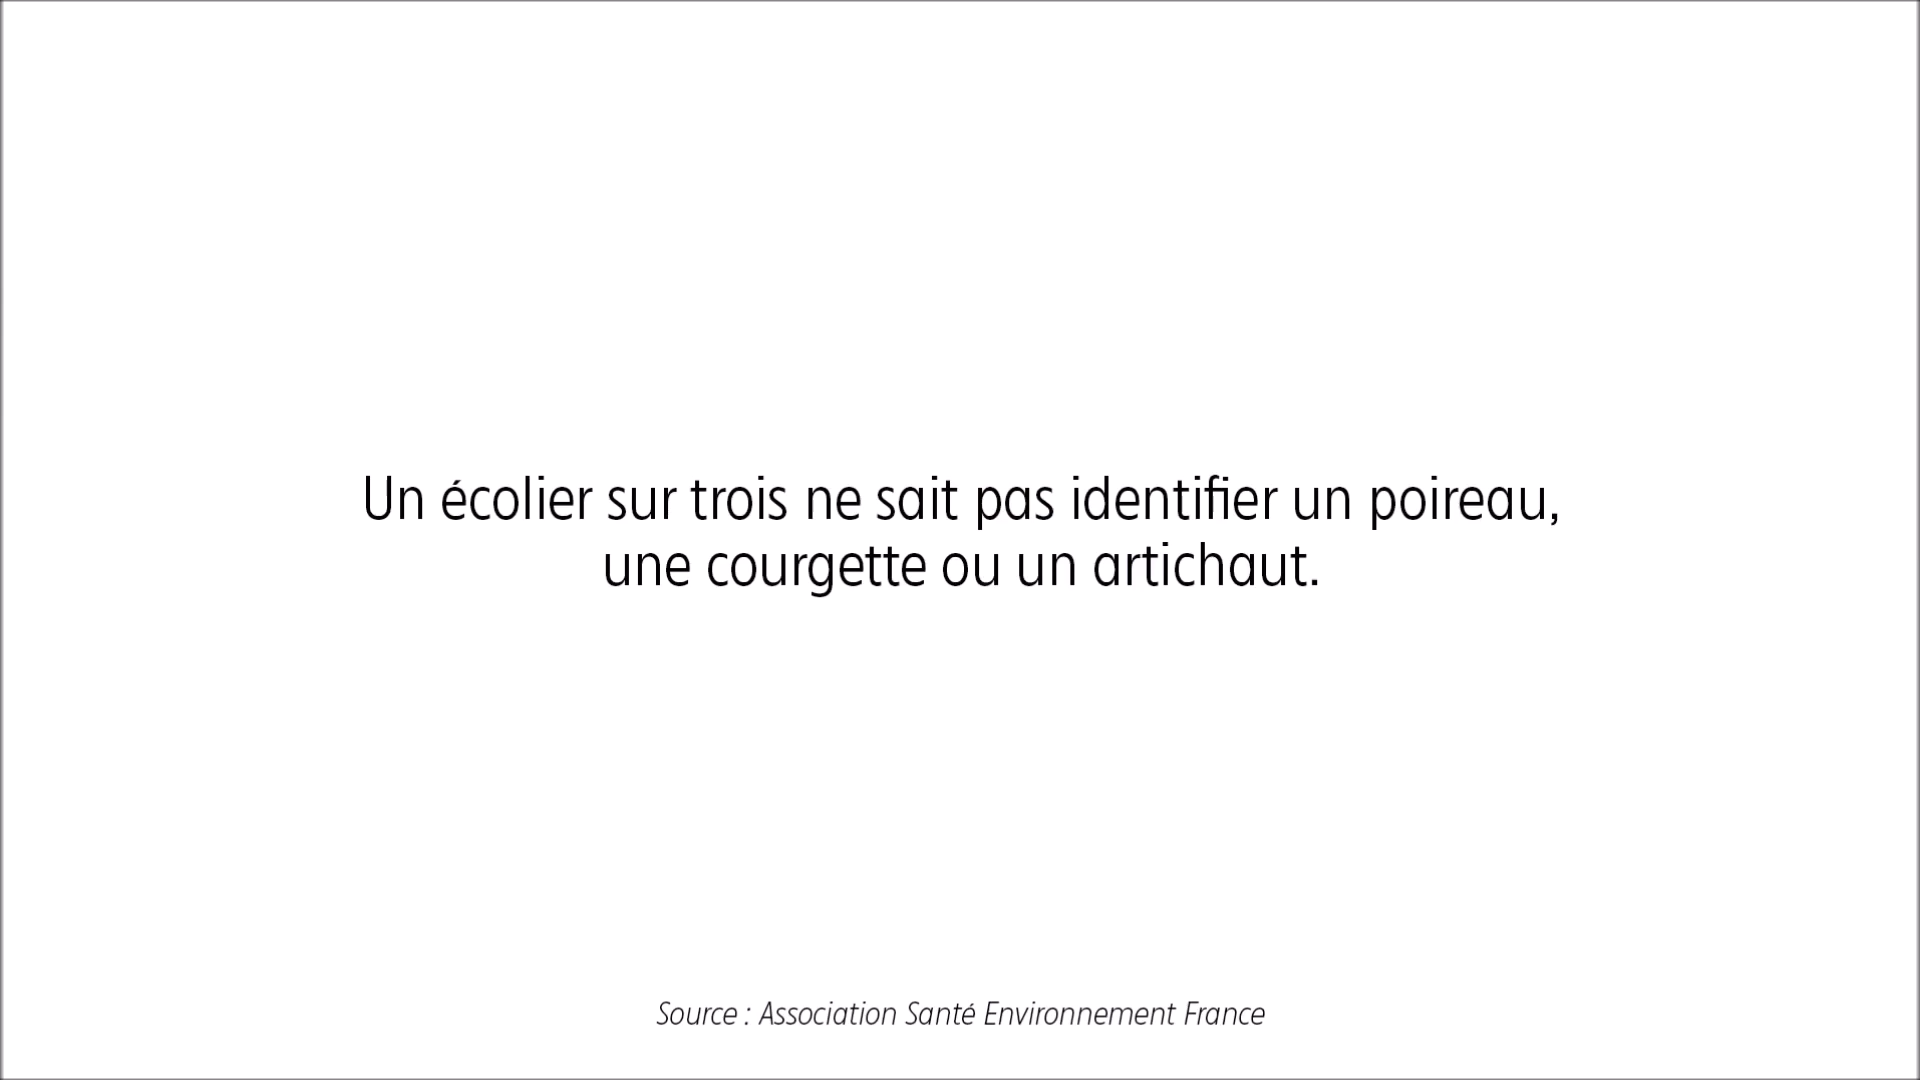 Un écolier sur trois ne sait pas identifier un poireau,
une courgette ou un artichaut.
Source : Association Santé Environnement France